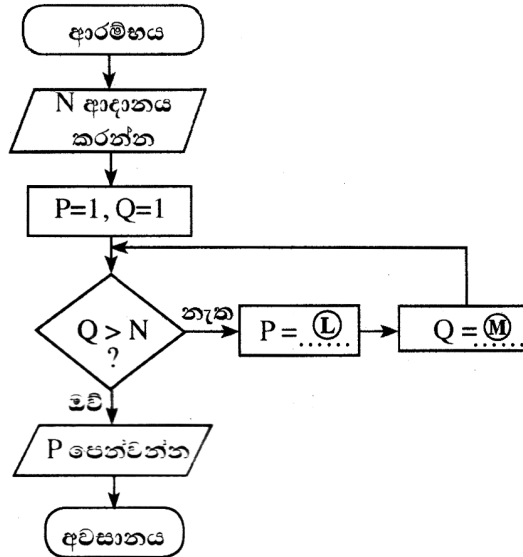 ආරම්භය
N ආදානය
කරන්න
P=1, Q=1
Q > N
?
නැත
P = Ⓛ
......
Q = Ⓜ
......
ඔව්
P පෙන්වන්න
අවසානය